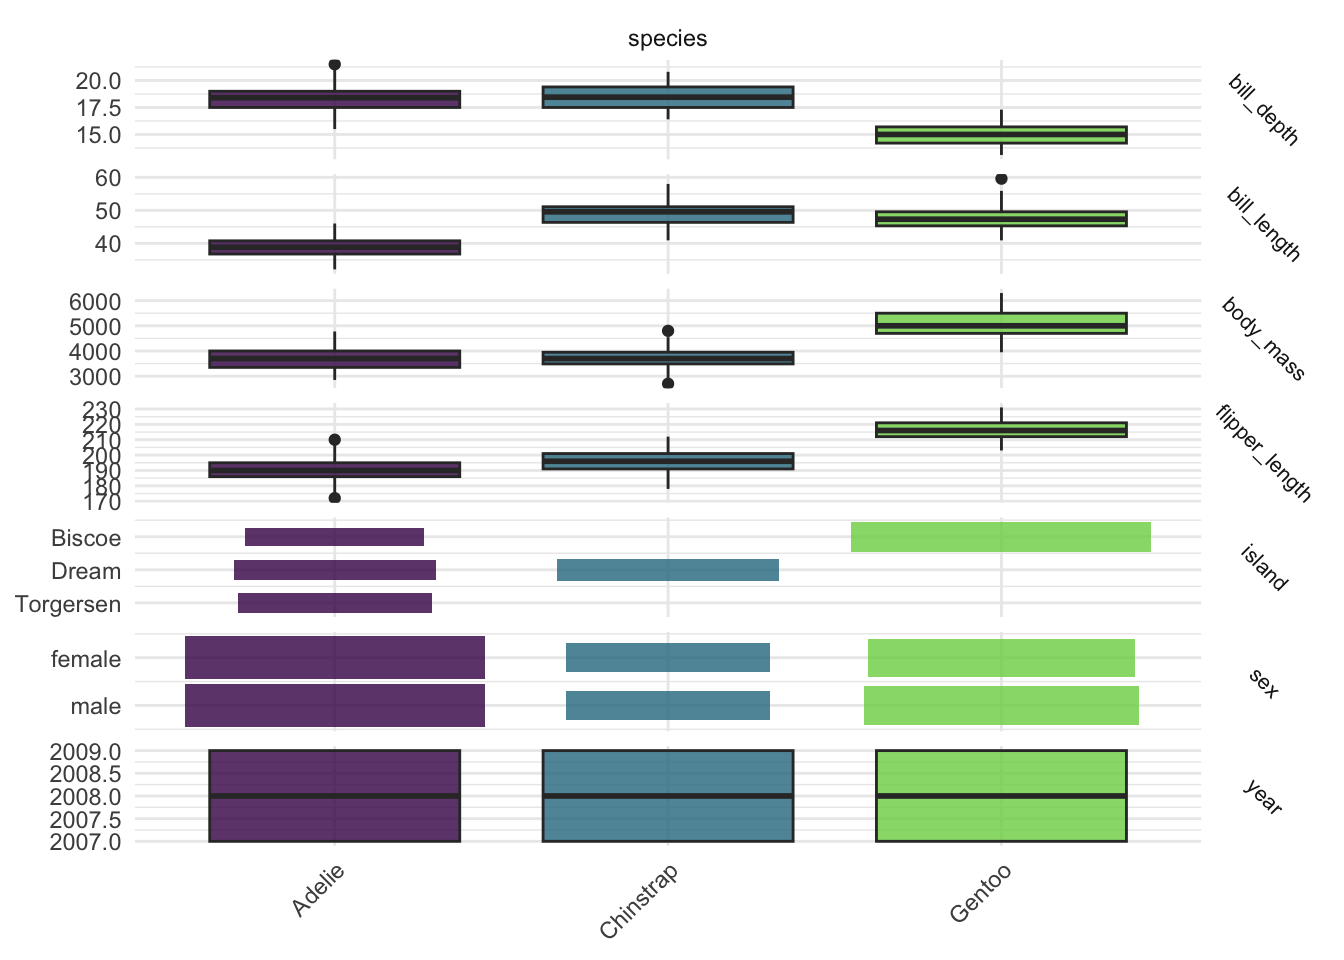 species
20.0
17.5
15.0
bill_depth
60
50
40
bill_length
6000
5000
4000
3000
body_mass
230
220
210
200
190
180
170
flipper_length
Biscoe
Dream
Torgersen
island
female
male
sex
2009.0
2008.5
2008.0
2007.5
2007.0
year
Adelie
Chinstrap
Gentoo